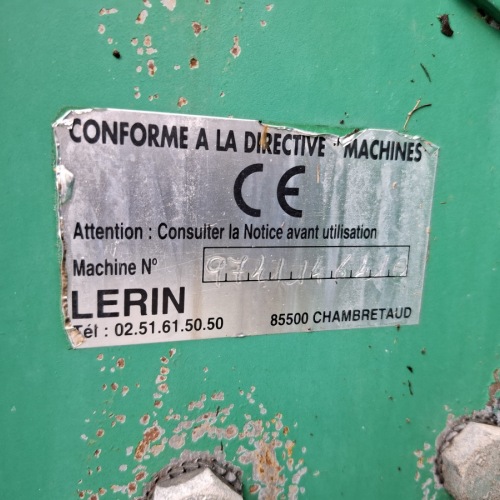 CONFORME A LA DIRECTIVE MACHINES
CE
Attention : Consulter la Notice avant utilisation
Machine N°
LERIN
Tél : 02.51.61.50.50 85500 CHAMBRETAUD